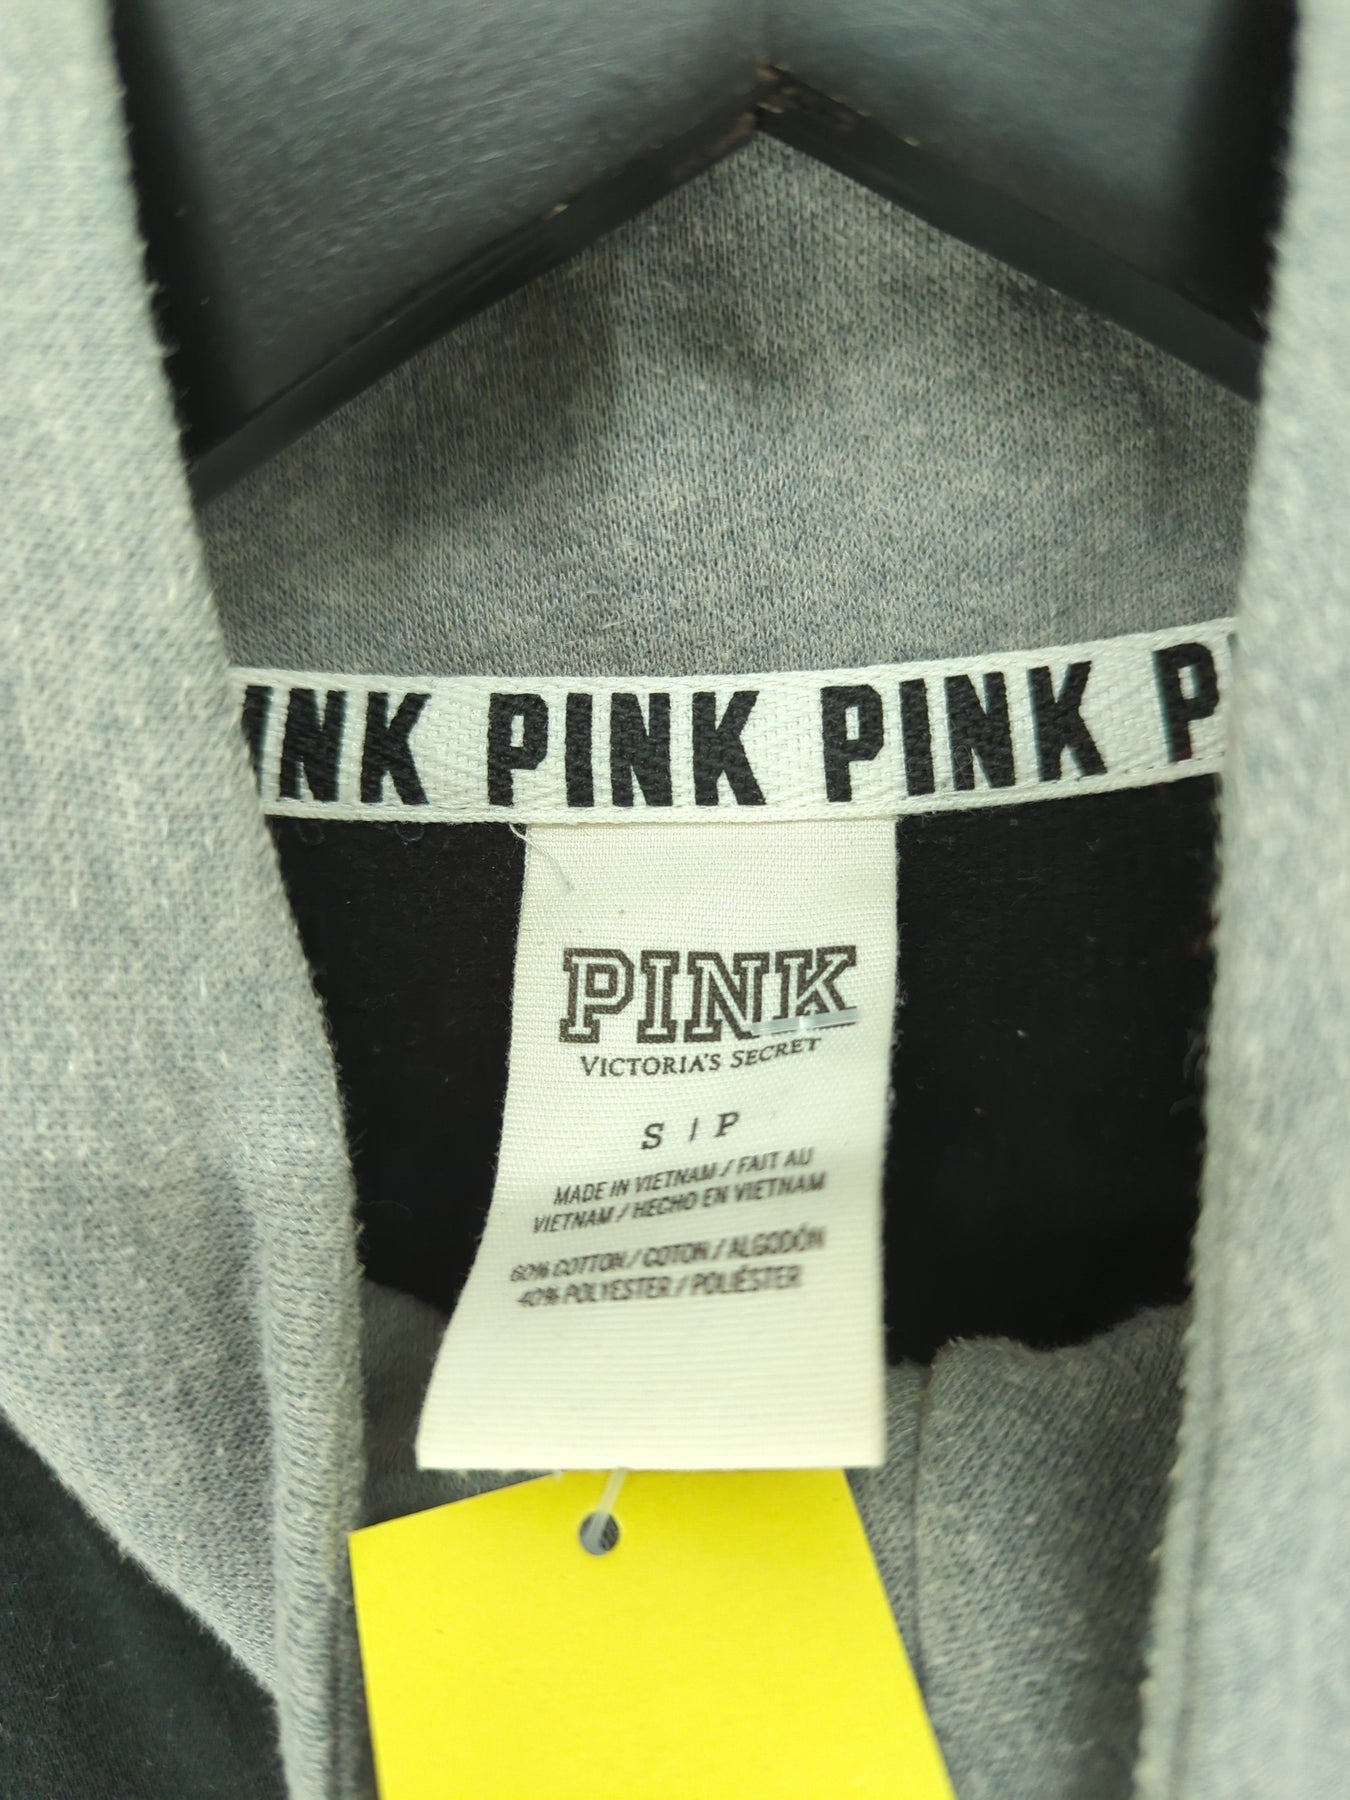 INK PINK PINK P
PINK
VICTORIA'S SECRET
S / P
MADE IN VIETNAM / FAIT AU
VIETNAM / HECHO EN VIETNAM
60% COTTON / COTON / ALGODÓN
40% POLYESTER / POLIÉSTER